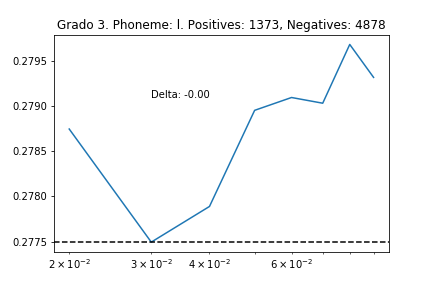 Grado 3. Phoneme: l. Positives: 1373, Negatives: 4878
0.2795
Delta: -0.00
0.2790
0.2785
0.2780
0.2775
2 × 10⁻² 3 × 10⁻² 4 × 10⁻² 6 × 10⁻²